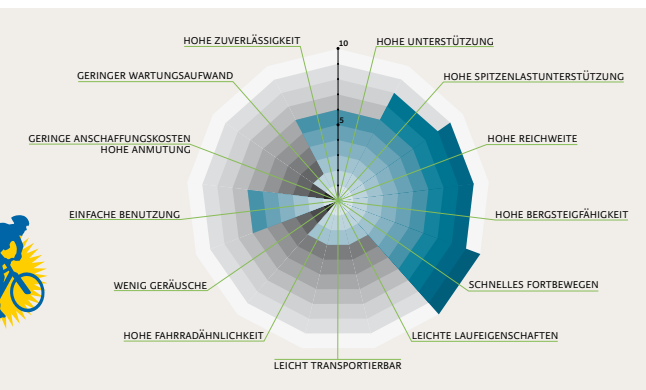 HOHE ZUVERLÄSSIGKEIT
10
HOHE UNTERSTÜTZUNG
GERINGER WARTUNGSAUFWAND
HOHE SPITZENLASTUNTERSTÜTZUNG
5
GERINGE ANSCHAFFUNGSKOSTEN
HOHE ANMUTUNG
HOHE REICHWEITE
EINFACHE BENUTZUNG
HOHE BERGSTEIGFÄHIGKEIT
WENIG GERÄUSCHE
SCHNELLES FORTBEWEGEN
HOHE FAHRRADÄHNLICHKEIT
LEICHTE LAUFEIGENSCHAFTEN
LEICHT TRANSPORTIERBAR